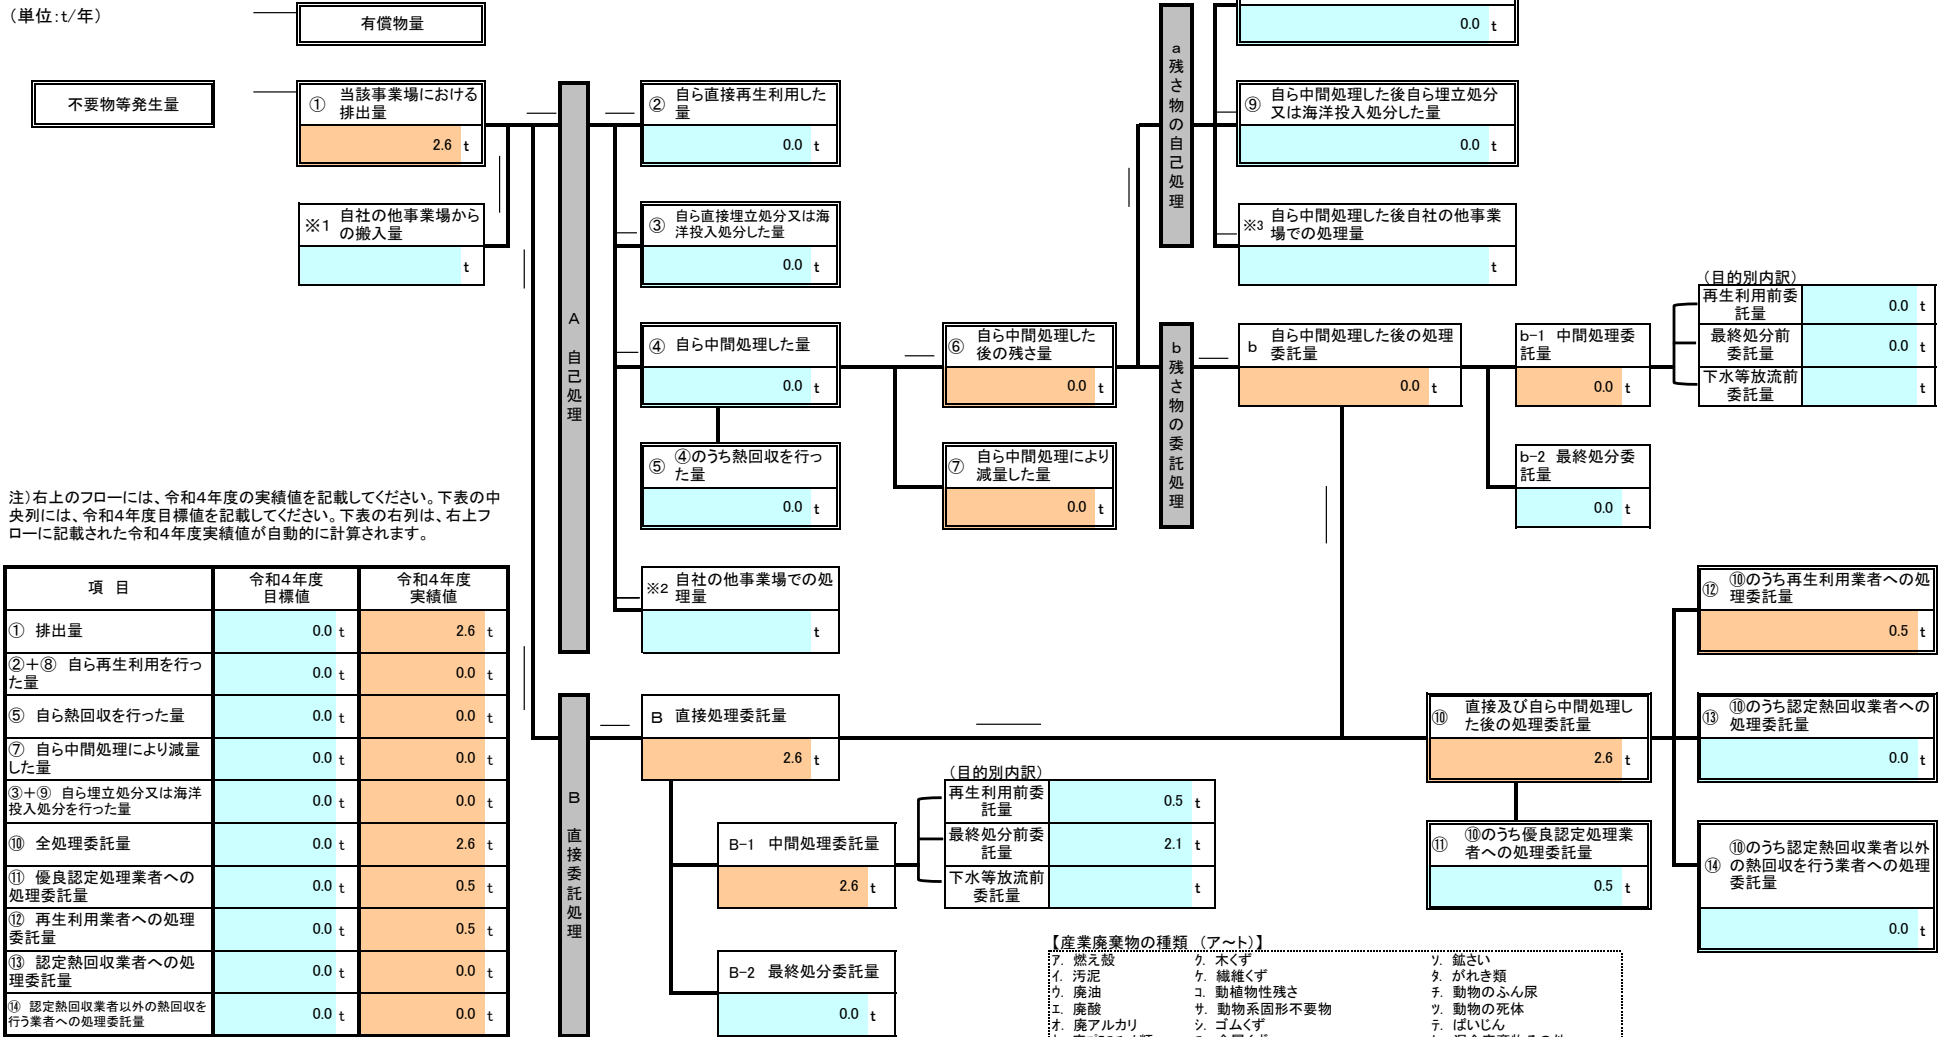 (単位:t/年)
有償物量
不要物等発生量
① 当該事業場における
排出量
2.6 t
※1 自社の他事業場から
の搬入量
t
A 自己処理
② 自ら直接再生利用した
量
0.0 t
③ 自ら直接埋立処分又は海
洋投入処分した量
0.0 t
④ 自ら中間処理した量
0.0 t
⑤ ④のうち熱回収を行っ
た量
0.0 t
※2 自社の他事業場での処
理量
t
⑥ 自ら中間処理した
後の残さ量
0.0 t
⑦ 自ら中間処理により
減量した量
0.0 t
a残さ物の自己処理
0.0 t
⑨ 自ら中間処理した後自ら埋立処分
又は海洋投入処分した量
0.0 t
※3 自ら中間処理した後自社の他事業
場での処理量
t
b残さ物の委託処理
b 自ら中間処理した後の処理
委託量
0.0 t
b-1 中間処理委
託量
0.0 t
b-2 最終処分委
託量
0.0 t
(目的別内訳)
再生利用前委
託量
0.0 t
最終処分前
委託量
0.0 t
下水等放流前
委託量
t
注)右上のフローには、令和4年度の実績値を記載してください。下表の中
央列には、令和4年度目標値を記載してください。下表の右列は、右上フ
ローに記載された令和4年度実績値が自動的に計算されます。
項 目 令和4年度
目標値 令和4年度
実績値
① 排出量 0.0 t 2.6 t
②+⑧ 自ら再生利用を行っ
た量 0.0 t 0.0 t
⑤ 自ら熱回収を行った量 0.0 t 0.0 t
⑦ 自ら中間処理により減量
した量 0.0 t 0.0 t
③+⑨ 自ら埋立処分又は海洋
投入処分を行った量 0.0 t 0.0 t
⑩ 全処理委託量 0.0 t 2.6 t
⑪ 優良認定処理業者への
処理委託量 0.0 t 0.5 t
⑫ 再生利用業者への処理
委託量 0.0 t 0.5 t
⑬ 認定熱回収業者への処
理委託量 0.0 t 0.0 t
⑭ 認定熱回収業者以外の熱回収を
行う業者への処理委託量 0.0 t 0.0 t
B 直接委託処理
B 直接処理委託量
2.6 t
B-1 中間処理委託量
2.6 t
B-2 最終処分委託量
0.0 t
(目的別内訳)
再生利用前委
託量
0.5 t
最終処分前委
託量
2.1 t
下水等放流前
委託量
t
⑩ 直接及び自ら中間処理し
た後の処理委託量
2.6 t
⑪ ⑩のうち優良認定処理業
者への処理委託量
0.5 t
⑫ ⑩のうち再生利用業者への処
理委託量
0.5 t
⑬ ⑩のうち認定熱回収業者への
処理委託量
0.0 t
⑭ ⑩のうち認定熱回収業者以外
の熱回収を行う業者への処理
委託量
0.0 t
【産業廃棄物の種類 (ア～ト)】
ア. 燃え殻 ク. 木くず ソ. 鉱さい
イ. 汚泥 ケ. 繊維くず タ. がれき類
ウ. 廃油 コ. 動植物性残さ チ. 動物のふん尿
エ. 廃酸 サ. 動物系固形不要物 ツ. 動物の死体
オ. 廃アルカリ シ. ゴムくず テ. ばいじん